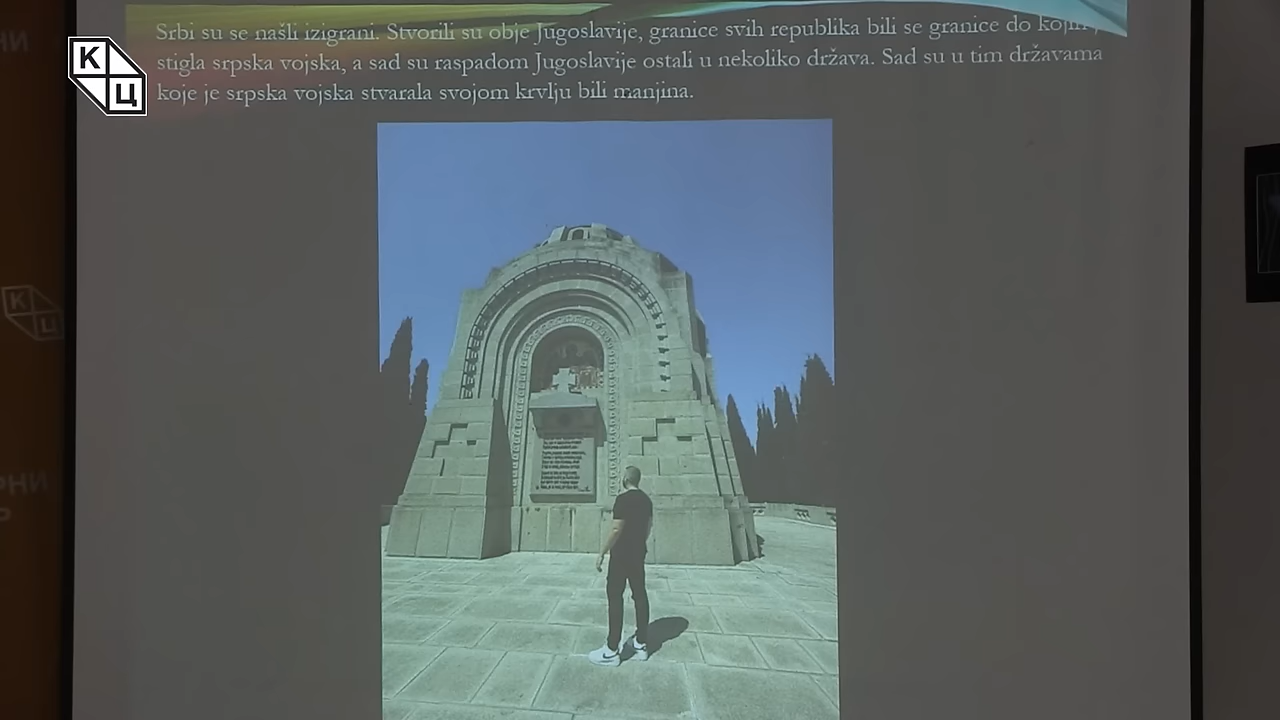 Srbi su se našli izigrani. Stvorili su obje Jugoslavije, granice svih republika bili se granice do
stigla srpska vojska, a sad su raspadom Jugoslavije ostali u nekoliko država. Sad su u tim državama
koje je srpska vojska stvarala svojom krvlju bili manjina.
К
Ц
К
Ц